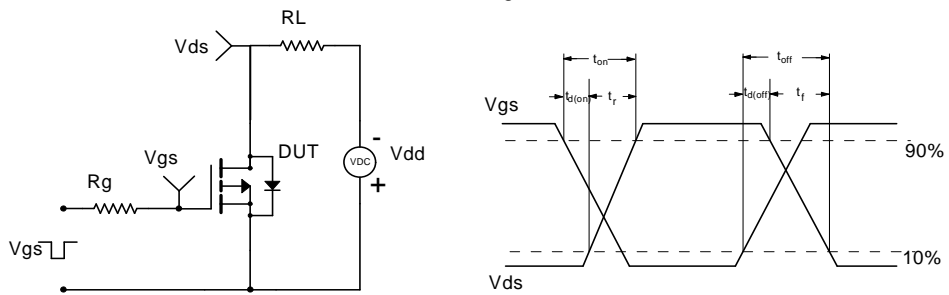 RL
Vds
Vgs
DUT
VDC
-
+
Vdd
Rg
Vgs
ton
toff
td(on)
tr
td(off)
tf
Vgs
90%
10%
Vds